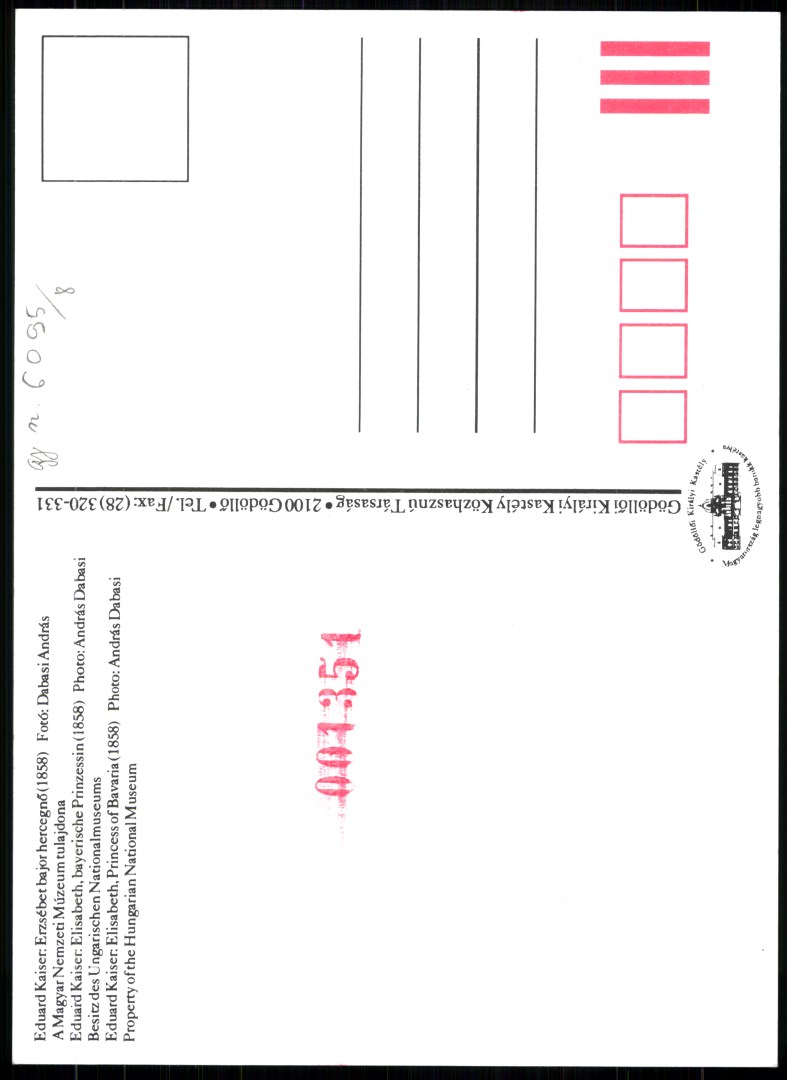 Eduard Kaiser: Erzsébet bajor hercegnő (1858) Fotó: Dabasi András
A Magyar Nemzeti Múzeum tulajdona
Eduard Kaiser: Elisabeth, bayerische Prinzessin (1858) Photo: András Dabasi
Besitz des Ungarischen Nationalmuseums
Eduard Kaiser: Elisabeth, Princess of Bavaria (1858) Photo: András Dabasi
Property of the Hungarian National Museum
001351
Gödöllői Királyi Kastély Közhasznú Társaság • 2100 Gödöllő • Tel./Fax: (28) 320-331
Gödöllői Királyi Kastély • Magyarország legnagyobb barokk kastélya •
n. 6095/8